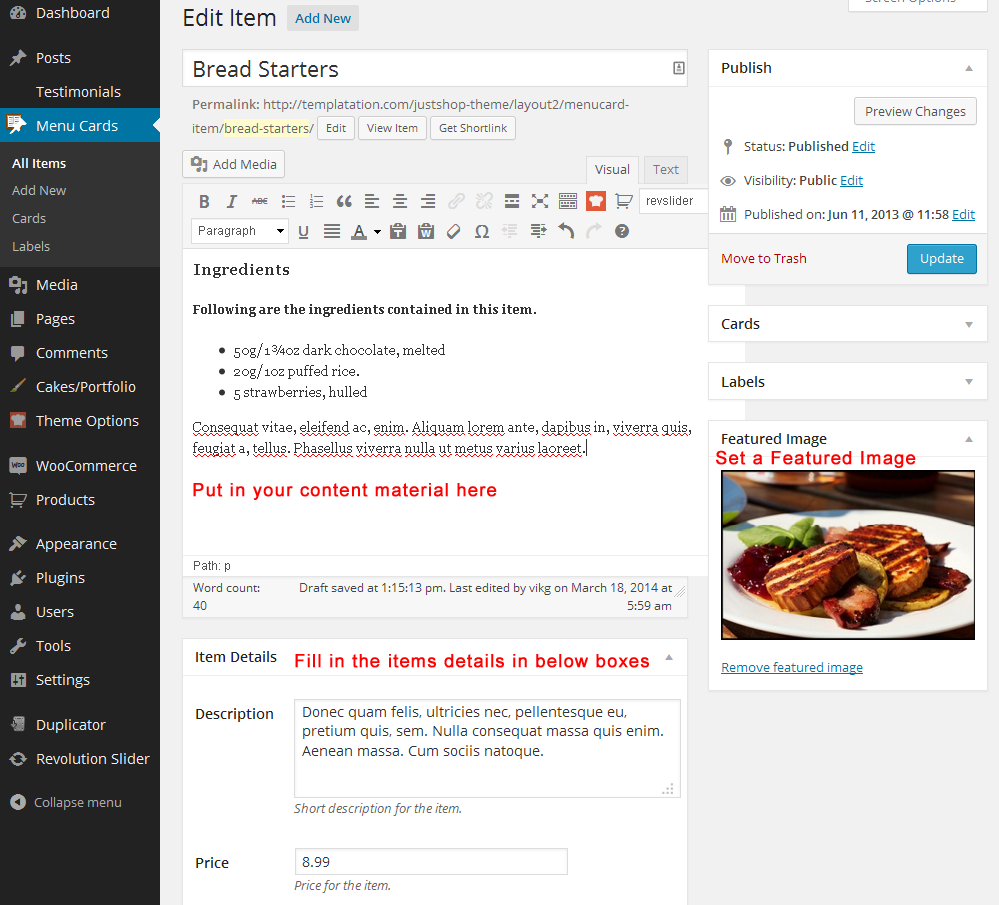 Dashboard
Posts
Testimonials
Menu Cards
All Items
Add New
Cards
Labels
Media
Pages
Comments
Cakes/Portfolio
Theme Options
WooCommerce
Products
Appearance
Plugins
Users
Tools
Settings
Duplicator
Revolution Slider
Collapse menu
Edit Item Add New
Screen Options
Bread Starters
Permalink: http://templatation.com/justshop-theme/layout2/menucard-
item/bread-starters/ Edit View Item Get Shortlink
Add Media
Visual Text
B I ABC revslider
Paragraph U A T W Ω ?
Ingredients
Following are the ingredients contained in this item.
50g/1¾oz dark chocolate, melted
20g/1oz puffed rice.
5 strawberries, hulled
Consequat vitae, eleifend ac, enim. Aliquam lorem ante, dapibus in, viverra quis,
feugiat a, tellus. Phasellus viverra nulla ut metus varius laoreet.
Put in your content material here
Path: p
Word count: 
40
Draft saved at 1:15:13 pm. Last edited by vikg on March 18, 2014 at
5:59 am
Item Details Fill in the items details in below boxes
Description
Donec quam felis, ultricies nec, pellentesque eu,
pretium quis, sem. Nulla consequat massa quis enim.
Aenean massa. Cum sociis natoque.
Short description for the item.
Price
8.99
Price for the item.
Publish
Preview Changes
Status: Published Edit
Visibility: Public Edit
Published on: Jun 11, 2013 @ 11:58 Edit
Move to Trash Update
Cards
Labels
Featured Image
Set a Featured Image
Remove featured image